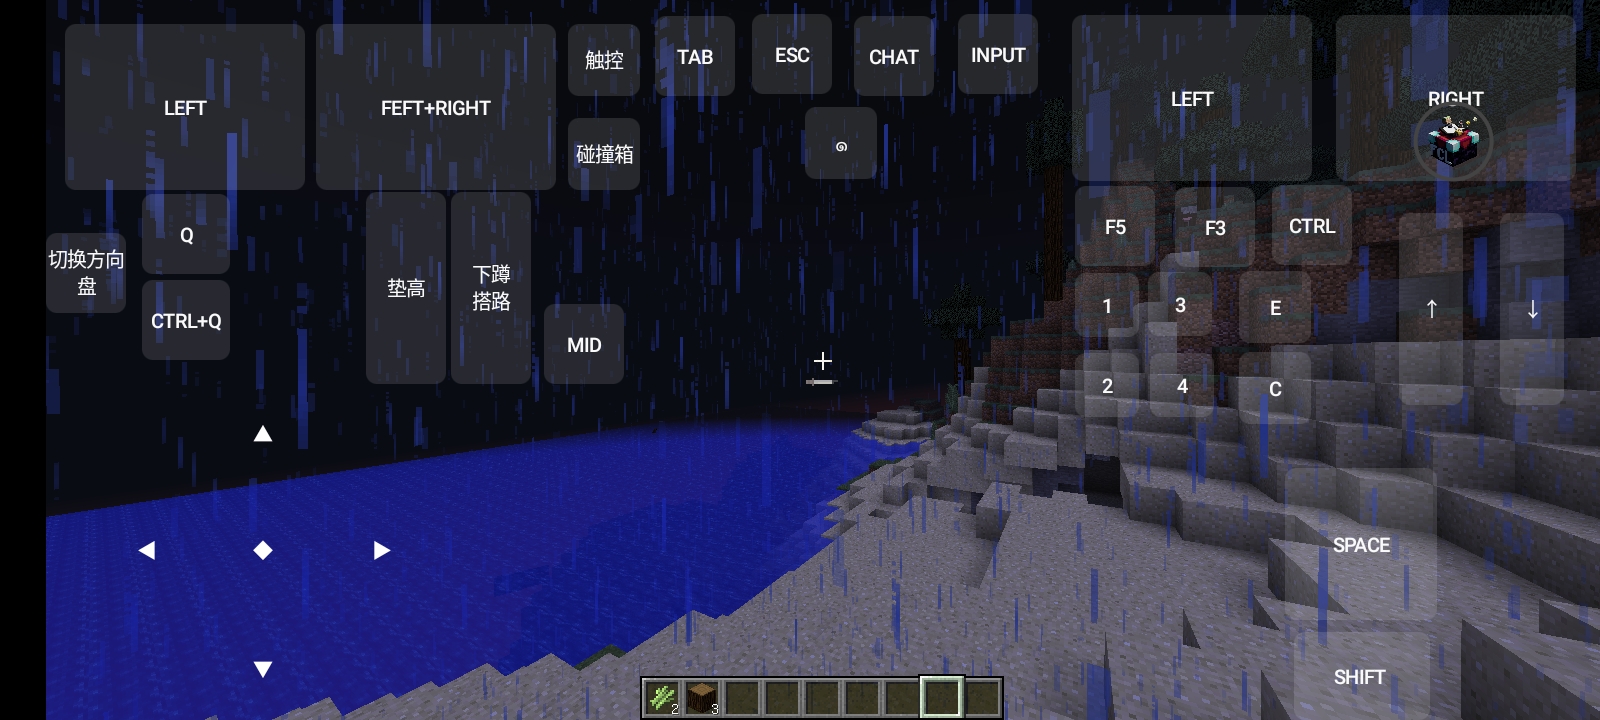 LEFT
FEFT+RIGHT
触控
TAB
ESC
CHAT
INPUT
LEFT
RIGHT
碰撞箱
CL
Q
切换方向
盘
CTRL+Q
垫高
下蹲
搭路
MID
F5
F3
CTRL
1
3
E
↑
↓
2
4
C
▲
◀
◆
▶
▼
SPACE
SHIFT
2
3